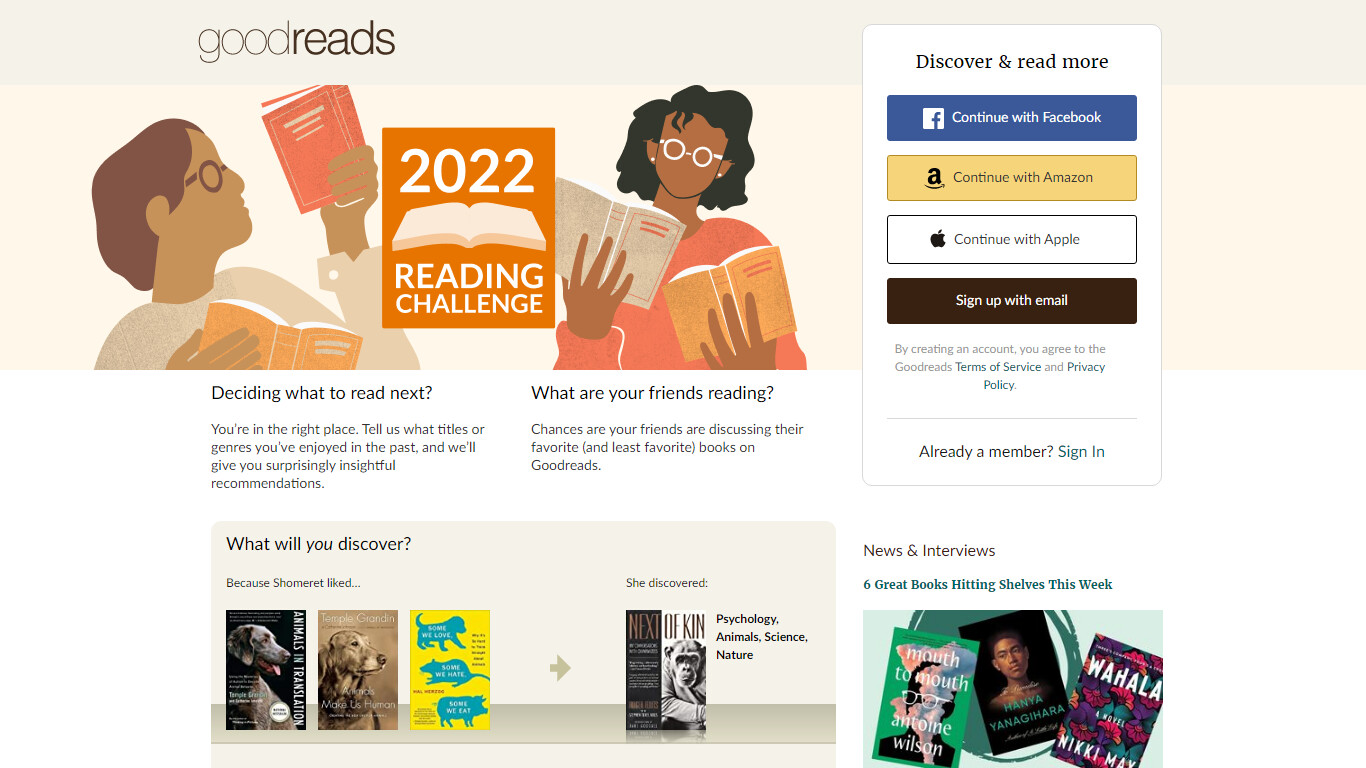 goodreads
2022
READING
CHALLENGE
Discover & read more
Continue with Facebook
Continue with Amazon
Continue with Apple
Sign up with email
By creating an account, you agree to the
Goodreads Terms of Service and Privacy
Policy.
Already a member? Sign In
Deciding what to read next?
You're in the right place. Tell us what titles or
genres you've enjoyed in the past, and we'll
give you surprisingly insightful
recommendations.
What are your friends reading?
Chances are your friends are discussing their
favorite (and least favorite) books on
Goodreads.
What will you discover?
Because Shomeret liked…
ANIMALS IN TRANSLATION
Temple Grandin
Temple Grandin
Animals
Make Us Human
SOME
WE LOVE,
SOME
WE HATE,
HAL HERZOG
SOME
WE EAT
She discovered:
NEXT OF KIN
Psychology,
Animals, Science,
Nature
News & Interviews
6 Great Books Hitting Shelves This Week
mouth
to mouth
antoine
wilson
To Paradise
HANYA
YANAGIHARA
WAHALA
A NOVEL
NIKKI MAY